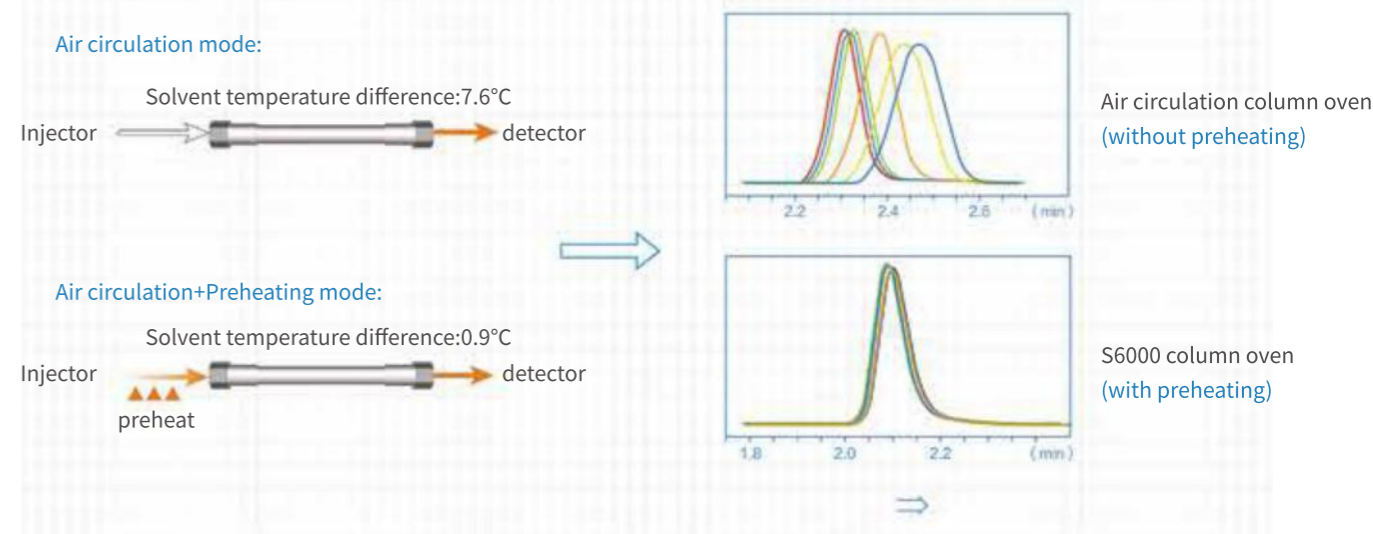 Air circulation mode:
Solvent temperature difference:7.6°C
Injector
detector
2.2 2.4 2.6 (min)
Air circulation column oven
(without preheating)
Air circulation+Preheating mode:
Solvent temperature difference:0.9°C
Injector
detector
preheat
1.8 2.0 2.2 (min)
S6000 column oven
(with preheating)